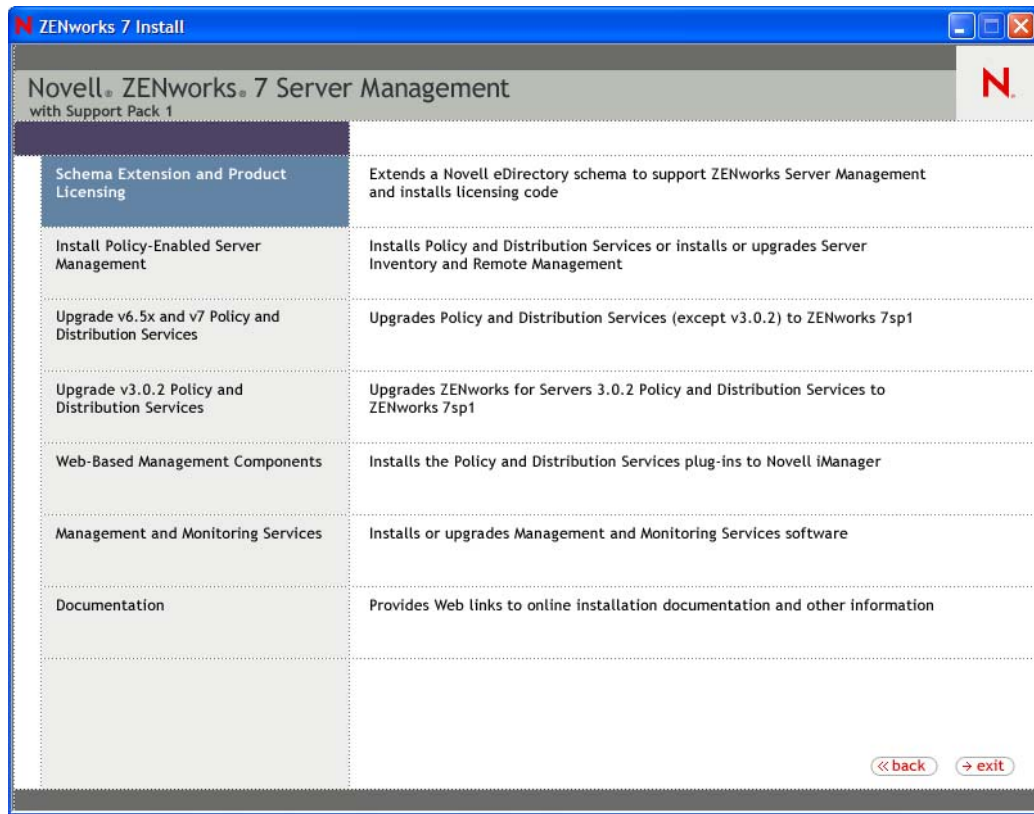 N ZENworks 7 Install
Novell® ZENworks® 7 Server Management
with Support Pack 1
N®
Schema Extension and Product
Licensing
Extends a Novell eDirectory schema to support ZENworks Server Management
and installs licensing code
Install Policy-Enabled Server
Management
Installs Policy and Distribution Services or installs or upgrades Server
Inventory and Remote Management
Upgrade v6.5x and v7 Policy and
Distribution Services
Upgrades Policy and Distribution Services (except v3.0.2) to ZENworks 7sp1
Upgrade v3.0.2 Policy and
Distribution Services
Upgrades ZENworks for Servers 3.0.2 Policy and Distribution Services to
ZENworks 7sp1
Web-Based Management Components
Installs the Policy and Distribution Services plug-ins to Novell iManager
Management and Monitoring Services
Installs or upgrades Management and Monitoring Services software
Documentation
Provides Web links to online installation documentation and other information
« back
→ exit